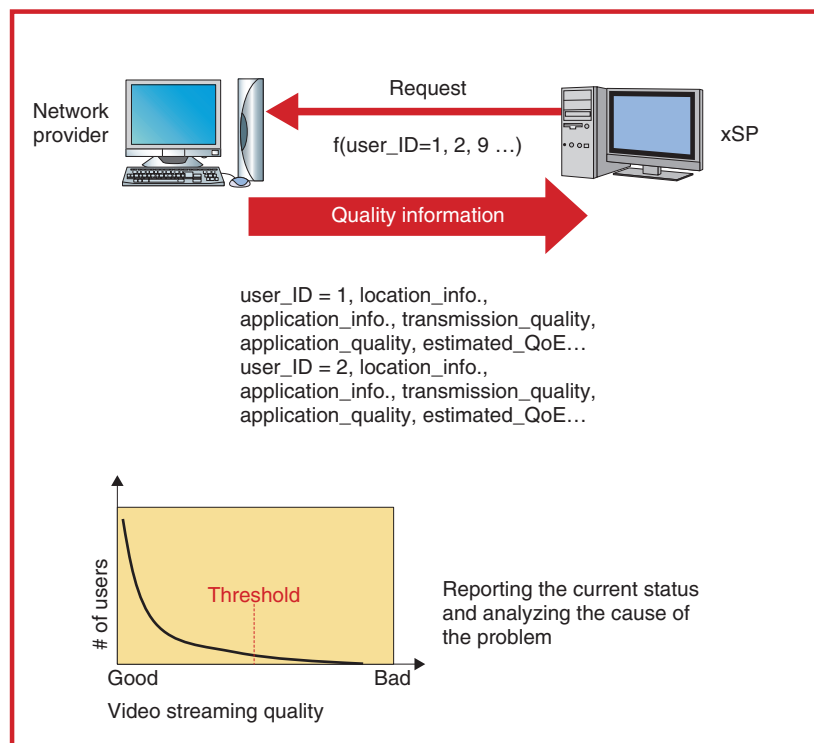 Network
provider
Request
f(user_ID=1, 2, 9 …)
xSP
Quality information
user_ID = 1, location_info.,
application_info., transmission_quality,
application_quality, estimated_QoE…
user_ID = 2, location_info.,
application_info., transmission_quality,
application_quality, estimated_QoE…
# of users
Threshold
Good
Bad
Video streaming quality
Reporting the current status
and analyzing the cause of
the problem